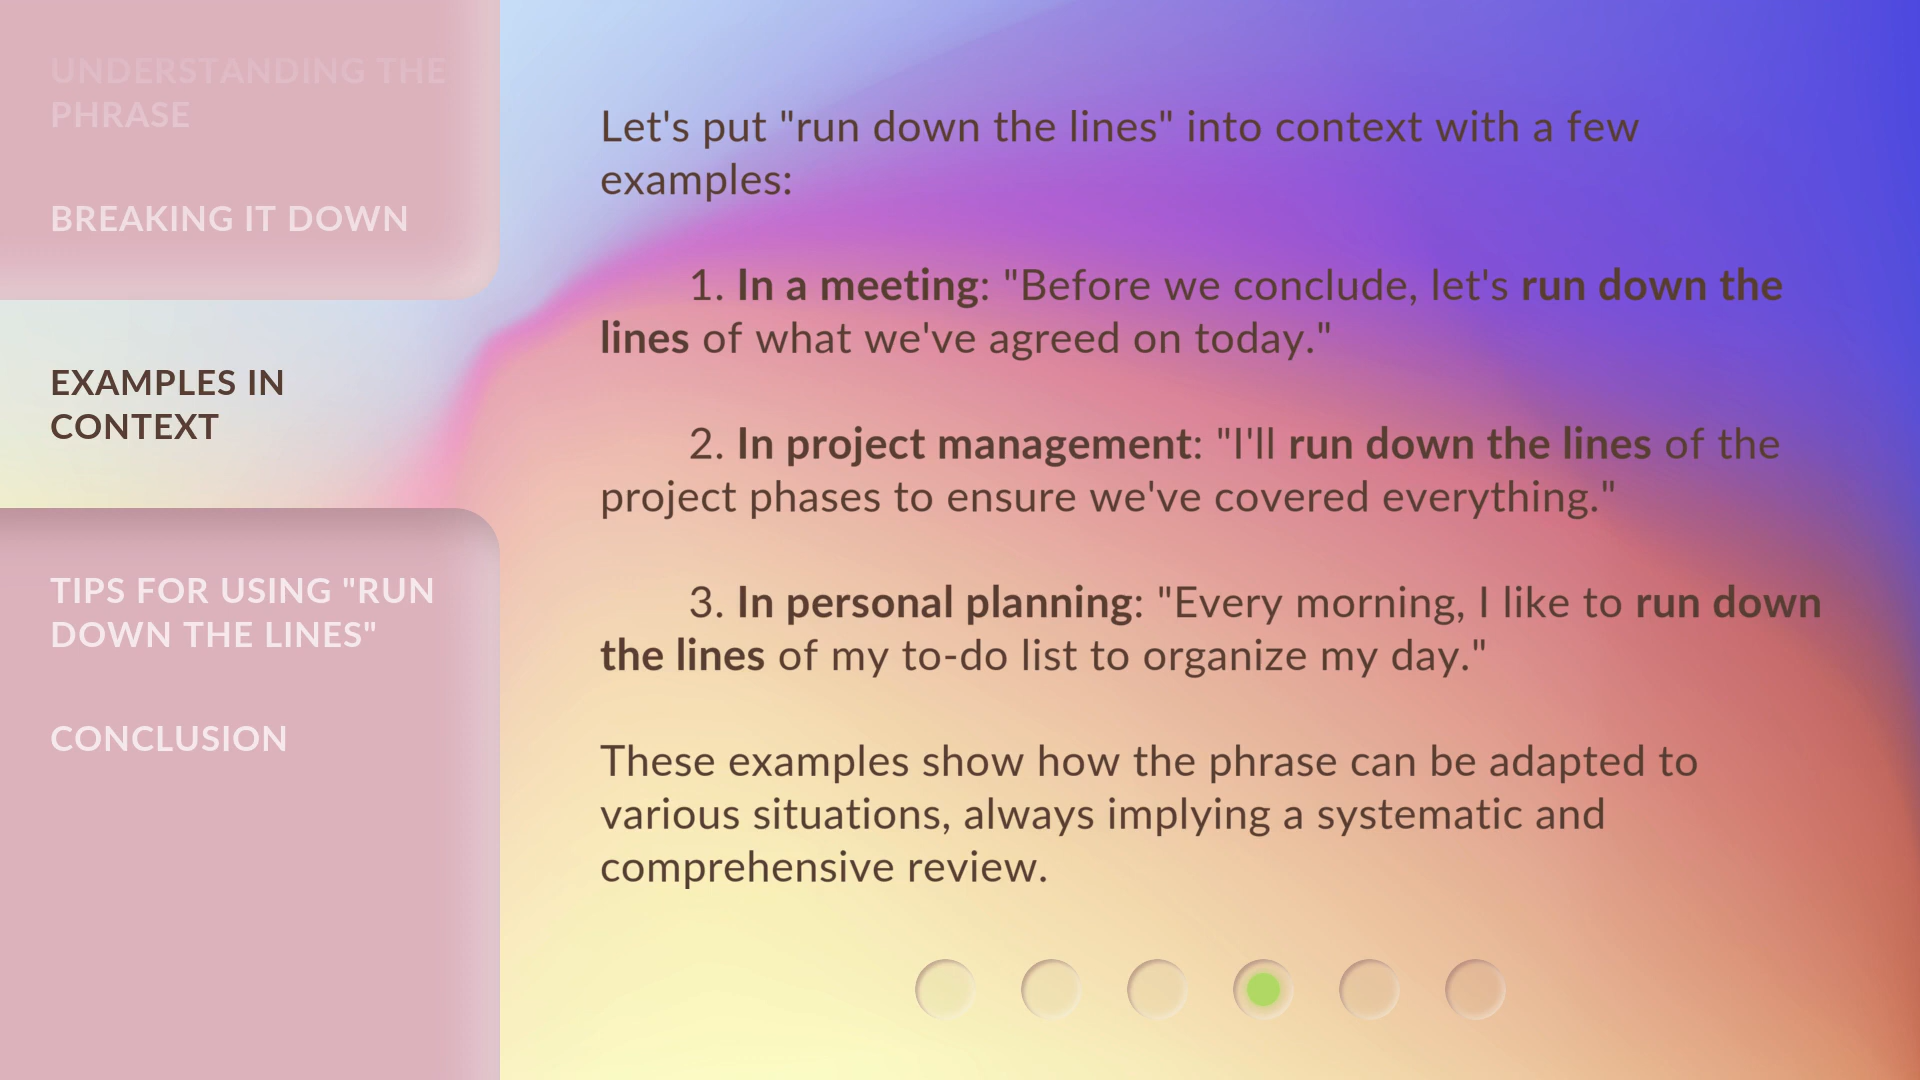 UNDERSTANDING THE
PHRASE
BREAKING IT DOWN
EXAMPLES IN
CONTEXT
TIPS FOR USING "RUN
DOWN THE LINES"
CONCLUSION
Let's put "run down the lines" into context with a few
examples:
1. In a meeting: "Before we conclude, let's run down the
lines of what we've agreed on today."
2. In project management: "I'll run down the lines of the
project phases to ensure we've covered everything."
3. In personal planning: "Every morning, I like to run down
the lines of my to-do list to organize my day."
These examples show how the phrase can be adapted to
various situations, always implying a systematic and
comprehensive review.